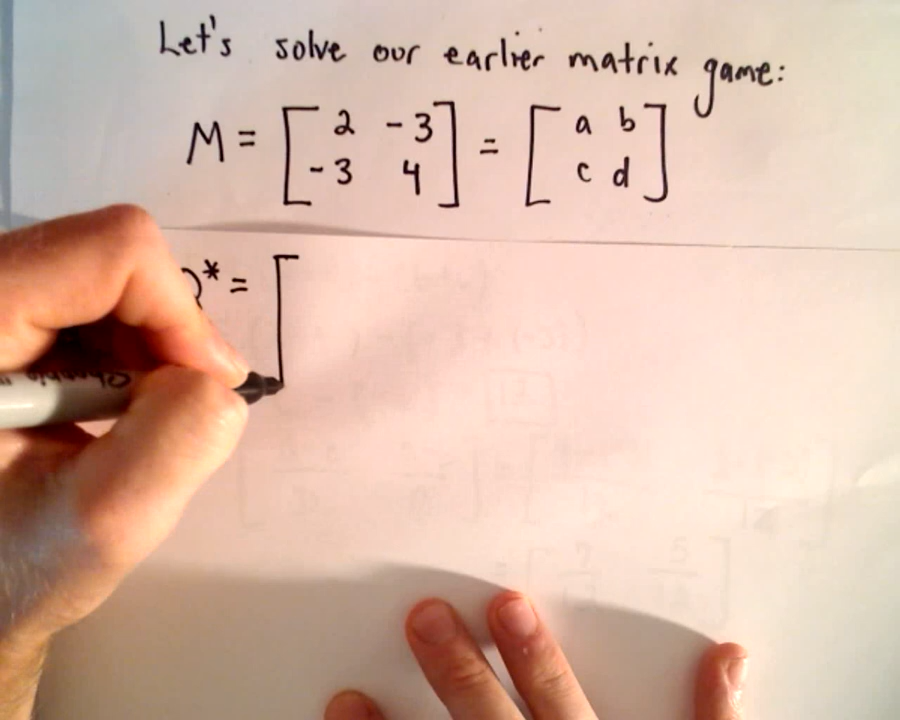 Let's solve our earlier matrix game:
M = [ 2 -3 ] = [ a b ]
[ -3 4 ] [ c d ]
* = [